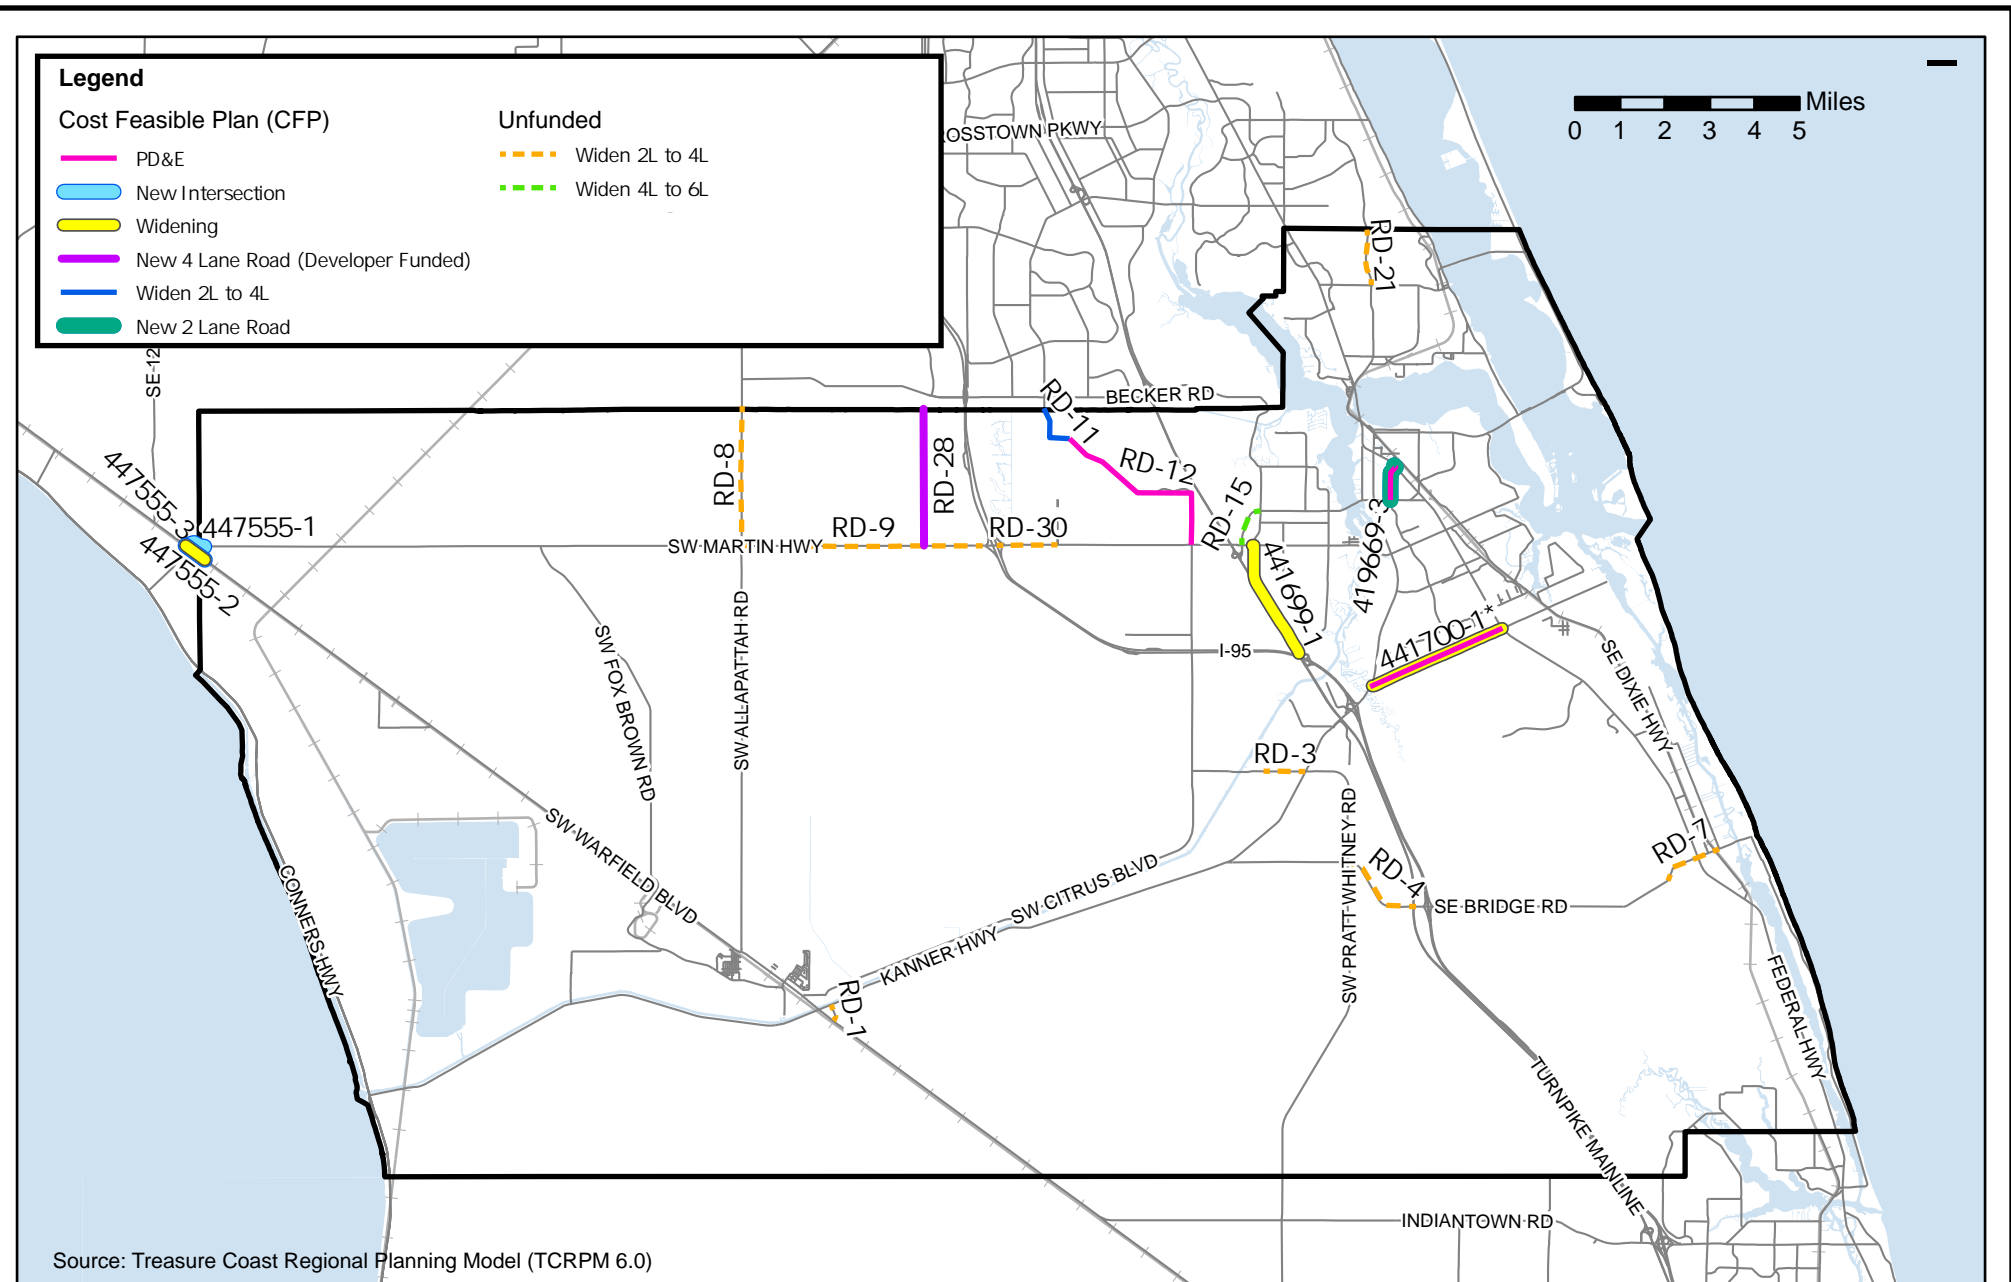 Legend
Cost Feasible Plan (CFP)
PD&E
New Intersection
Widening
New 4 Lane Road (Developer Funded)
Widen 2L to 4L
New 2 Lane Road
Unfunded
Widen 2L to 4L
Widen 4L to 6L
Miles
0 1 2 3 4 5
ROSSTOWN PKWY
RD-21
SE-12
BECKER RD
RD-11
RD-12
RD-8
RD-28
RD-15
447555-3
447555-1
447555-2
SW MARTIN HWY
RD-9
RD-30
419669-3
441699-1
441700-1*
I-95
SW FOX BROWN RD
SW ALLAPATTAH RD
SE DIXIE HWY
RD-3
SW WARFIELD BLVD
SW PRATT WHITNEY RD
RD-7
RD-4
SW CITRUS BLVD
SE BRIDGE RD
CONNERS HWY
KANNER HWY
RD-1
FEDERAL HWY
TURNPIKE MAINLINE
INDIANTOWN RD
Source: Treasure Coast Regional Planning Model (TCRPM 6.0)